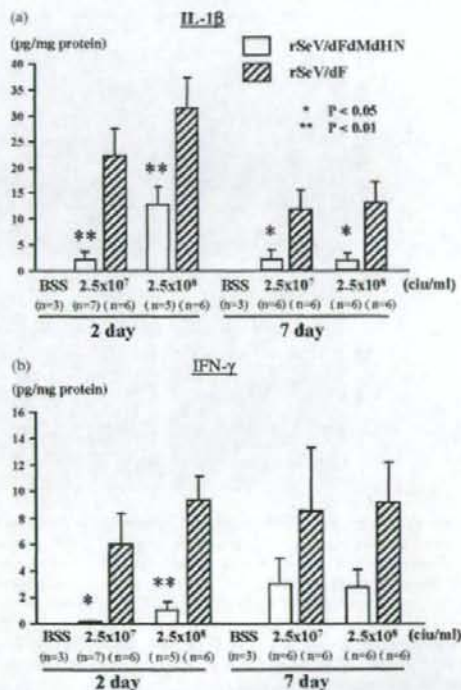 (a)
IL-1β
(pg/mg protein)
rSeV/dFdMdHN
rSeV/dF
* P < 0.05
** P < 0.01
40
35
30
25
20
15
10
5
0
** ** * *
BSS 2.5x10⁷ 2.5x10⁸ BSS 2.5x10⁷ 2.5x10⁸ (ciu/ml)
(n=3) (n=7) ( n=6) ( n=5) ( n=6) (n=3) (n=6) ( n=6) ( n=6) ( n=6)
2 day 7 day
(b)
IFN-γ
(pg/mg protein)
16
14
12
10
8
6
4
2
0
* **
BSS 2.5x10⁷ 2.5x10⁸ BSS 2.5x10⁷ 2.5x10⁸ (ciu/ml)
(n=3) (n=7) ( n=6) ( n=5) ( n=6) (n=3) (n=6) ( n=6) ( n=6) ( n=6)
2 day 7 day